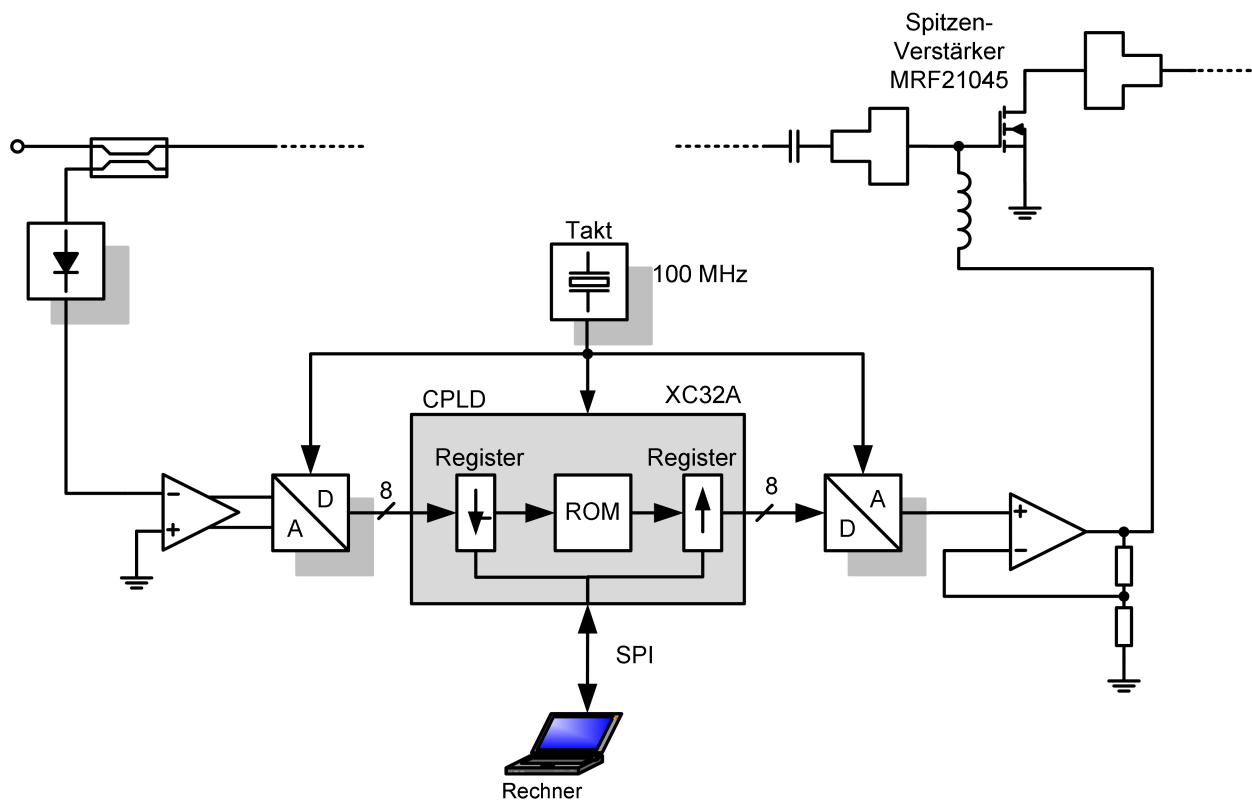 Spitzen-
Verstärker
MRF21045
Takt
100 MHz
CPLD
XC32A
Register
Register
D
A
8
ROM
8
A
D
SPI
Rechner